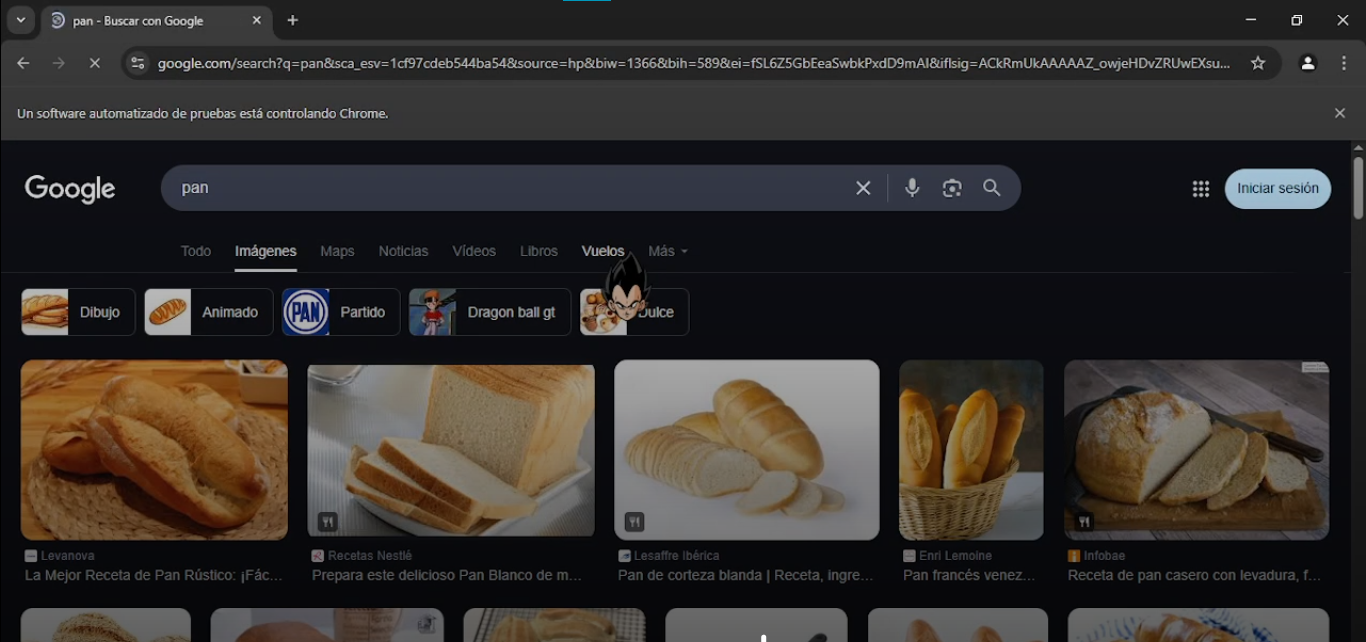 pan - Buscar con Google
google.com/search?q=pan&sca_esv=1cf97cdeb544ba54&source=hp&biw=1366&bih=589&ei=fSL6Z5GbEeaSwbkPxdD9mAI&iflsig=ACkRmUkAAAAAZ_owjeHDvZRUwEXsu...
Un software automatizado de pruebas está controlando Chrome.
Google
pan
Iniciar sesión
Todo Imágenes Maps Noticias Vídeos Libros Vuelos Más
Dibujo Animado PAN Partido Dragon ball gt Dulce
Levanova Recetas Nestlé Lesaffre Ibérica Enri Lemoine Infobae
La Mejor Receta de Pan Rústico: ¡Fác... Prepara este delicioso Pan Blanco de m... Pan de corteza blanda | Receta, ingre... Pan francés venez... Receta de pan casero con levadura, f...